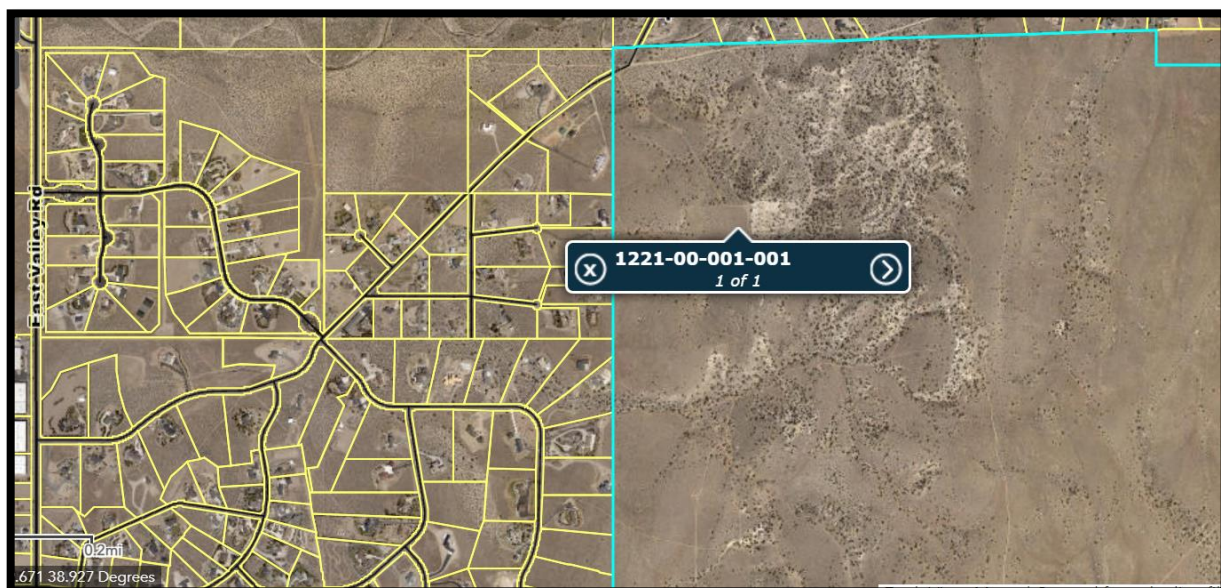 East Valley Rd
1221-00-001-001
1 of 1
0.2mi
.671 38.927 Degrees